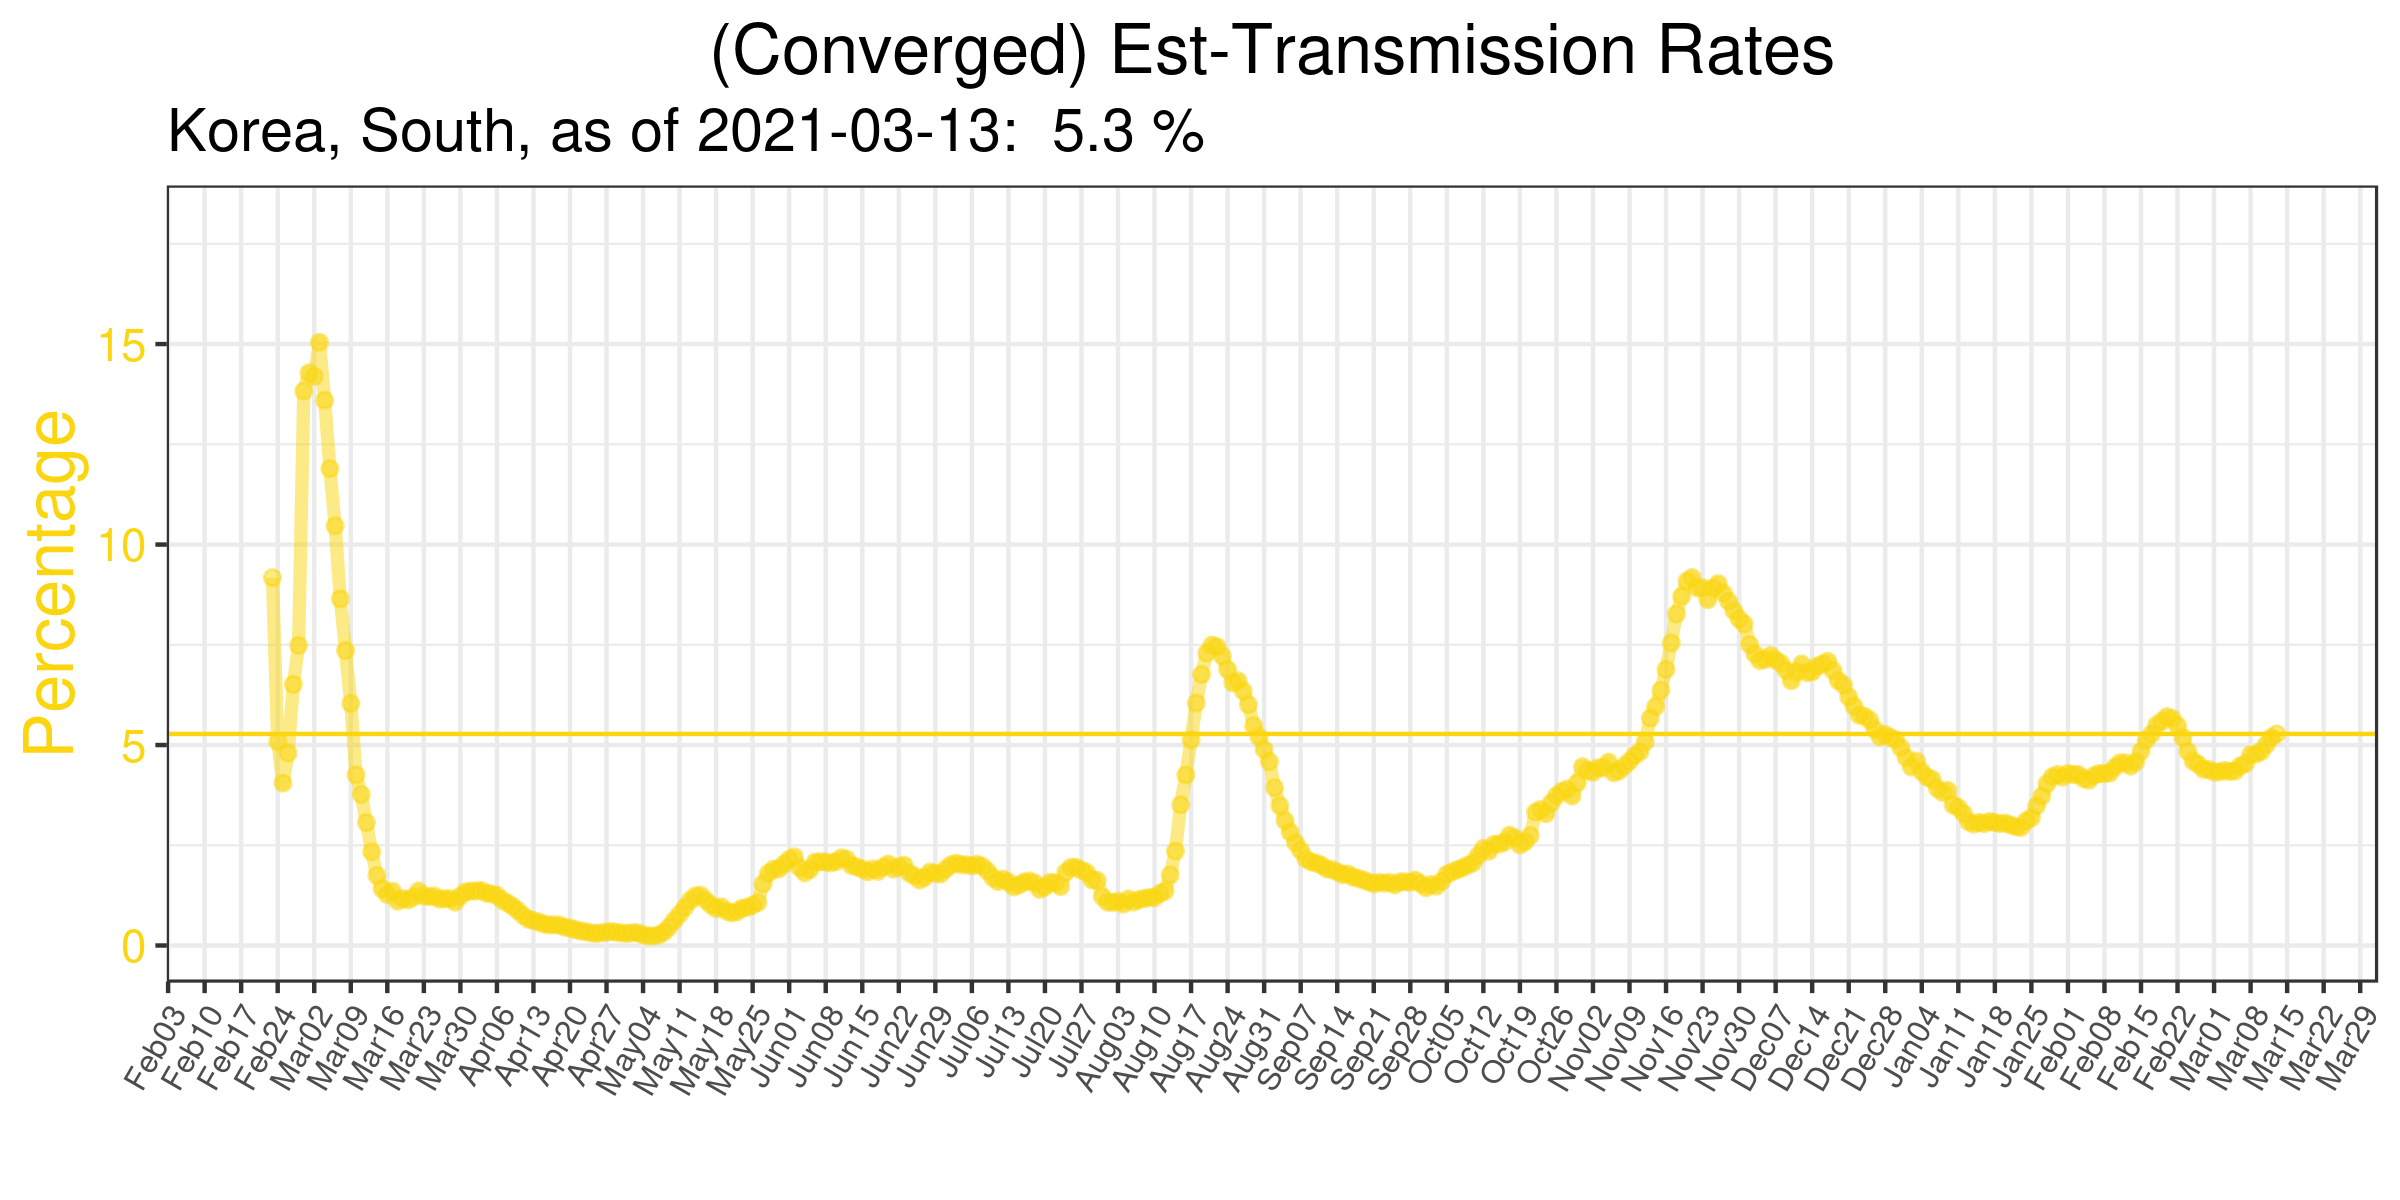 (Converged) Est-Transmission Rates
Korea, South, as of 2021-03-13:  5.3 %
Percentage
15
10
5
0
Feb03
Feb10
Feb17
Feb24
Mar02
Mar09
Mar16
Mar23
Mar30
Apr06
Apr13
Apr20
Apr27
May04
May11
May18
May25
Jun01
Jun08
Jun15
Jun22
Jun29
Jul06
Jul13
Jul20
Jul27
Aug03
Aug10
Aug17
Aug24
Aug31
Sep07
Sep14
Sep21
Sep28
Oct05
Oct12
Oct19
Oct26
Nov02
Nov09
Nov16
Nov23
Nov30
Dec07
Dec14
Dec21
Dec28
Jan04
Jan11
Jan18
Jan25
Feb01
Feb08
Feb15
Feb22
Mar01
Mar08
Mar15
Mar22
Mar29